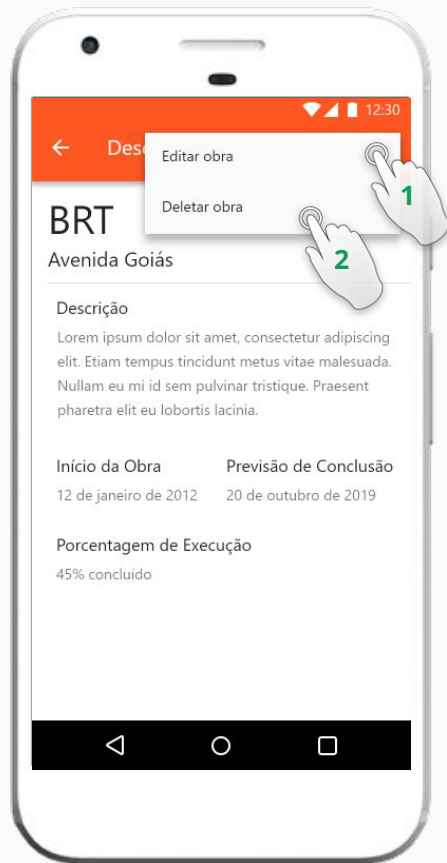 12:30
Des
Editar obra
1
Deletar obra
2
BRT
Avenida Goiás
Descrição
Lorem ipsum dolor sit amet, consectetur adipiscing
elit. Etiam tempus tincidunt metus vitae malesuada.
Nullam eu mi id sem pulvinar tristique. Praesent
pharetra elit eu lobortis lacinia.
Início da Obra
Previsão de Conclusão
12 de janeiro de 2012
20 de outubro de 2019
Porcentagem de Execução
45% concluído